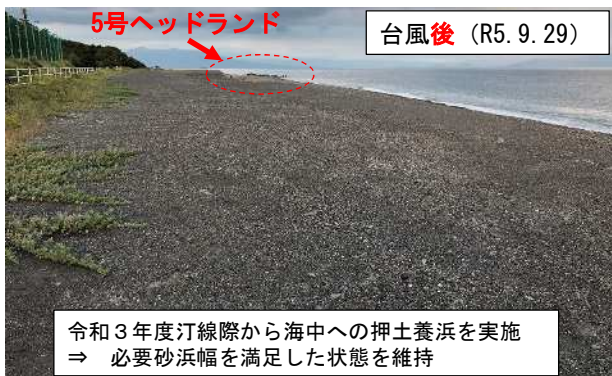 5号ヘッドランド
台風後（R5.9.29）
令和３年度汀線際から海中への押土養浜を実施
⇒　必要砂浜幅を満足した状態を維持